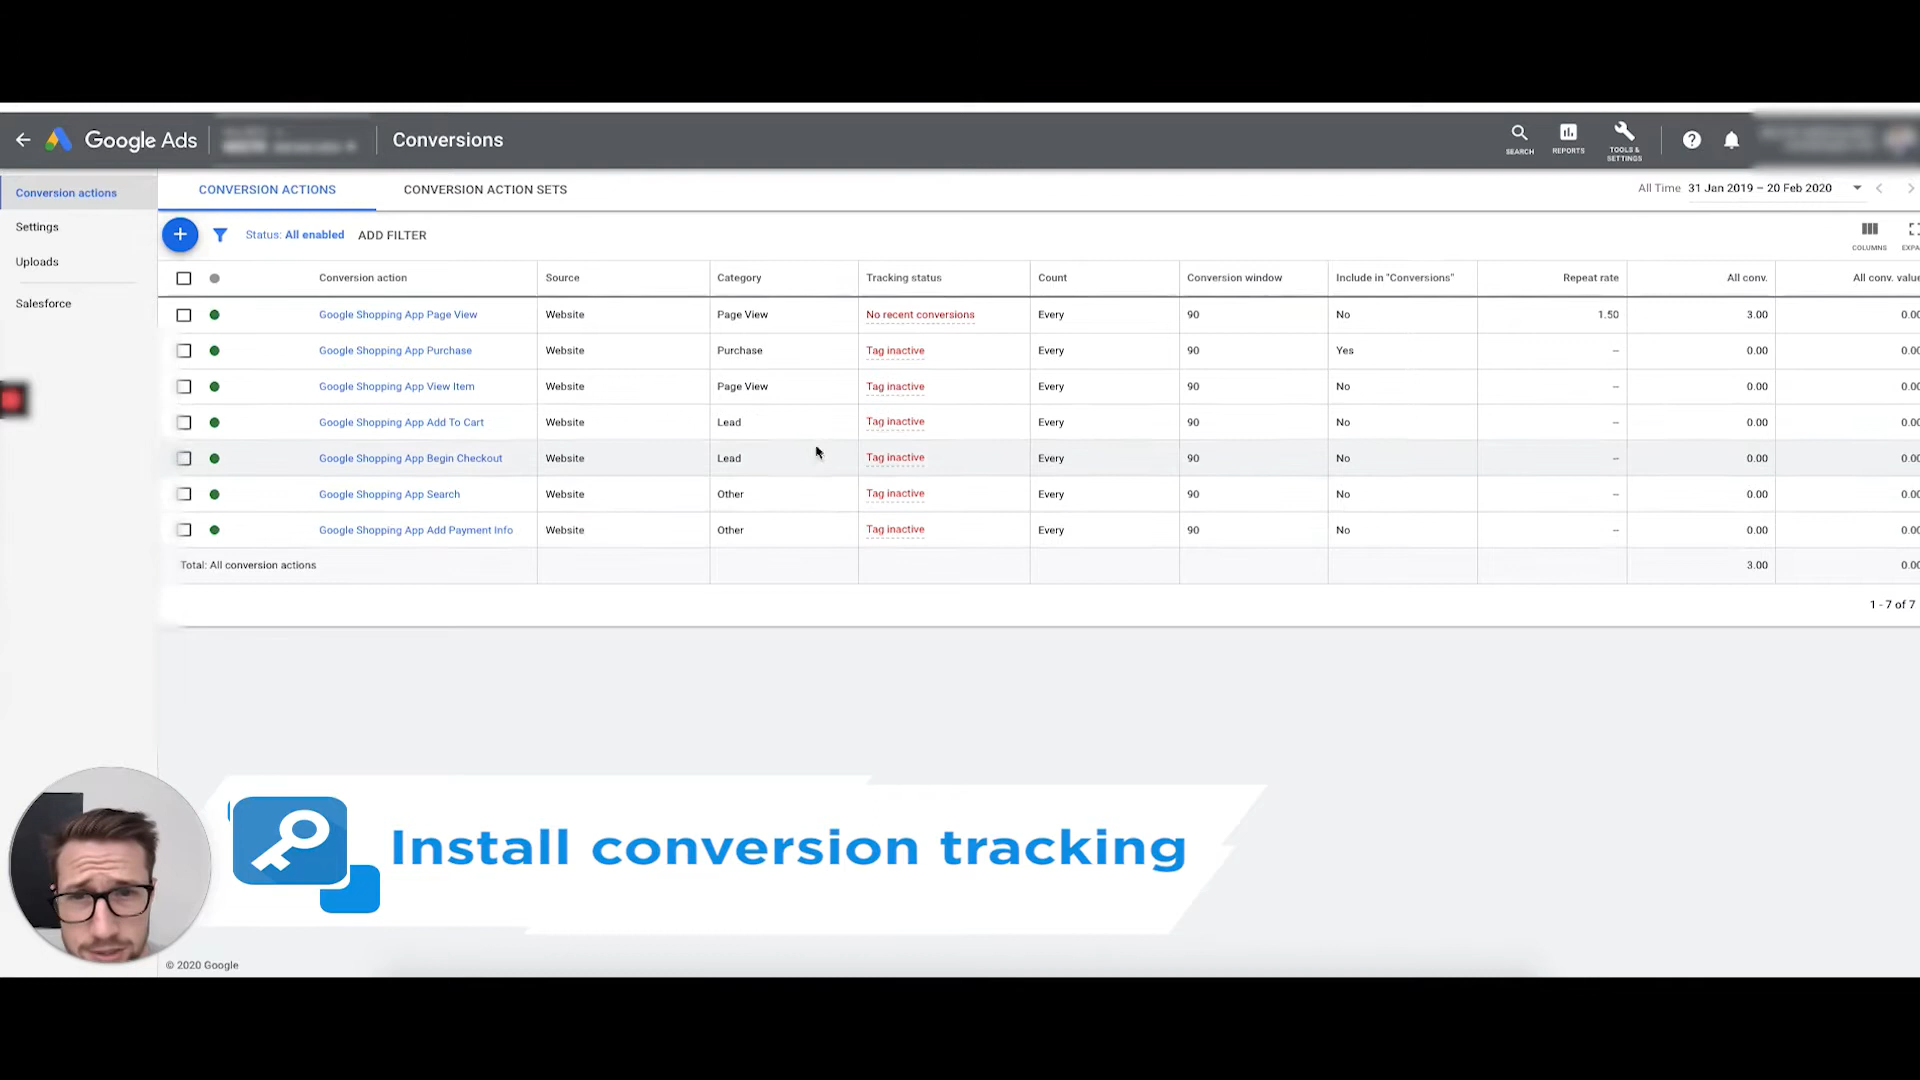 Google Ads
Conversions
SEARCH
REPORTS
TOOLS &
SETTINGS
Conversion actions
Settings
Uploads
Salesforce
CONVERSION ACTIONS CONVERSION ACTION SETS
All Time 31 Jan 2019 – 20 Feb 2020
Status: All enabled ADD FILTER
COLUMNS EXPA
Conversion action Source Category Tracking status Count Conversion window Include in "Conversions" Repeat rate All conv. All conv. value
Google Shopping App Page View Website Page View No recent conversions Every 90 No 1.50 3.00 0.00
Google Shopping App Purchase Website Purchase Tag inactive Every 90 Yes – 0.00 0.00
Google Shopping App View Item Website Page View Tag inactive Every 90 No – 0.00 0.00
Google Shopping App Add To Cart Website Lead Tag inactive Every 90 No – 0.00 0.00
Google Shopping App Begin Checkout Website Lead Tag inactive Every 90 No – 0.00 0.00
Google Shopping App Search Website Other Tag inactive Every 90 No – 0.00 0.00
Google Shopping App Add Payment Info Website Other Tag inactive Every 90 No – 0.00 0.00
Total: All conversion actions 3.00 0.00
1 - 7 of 7
Install conversion tracking
© 2020 Google